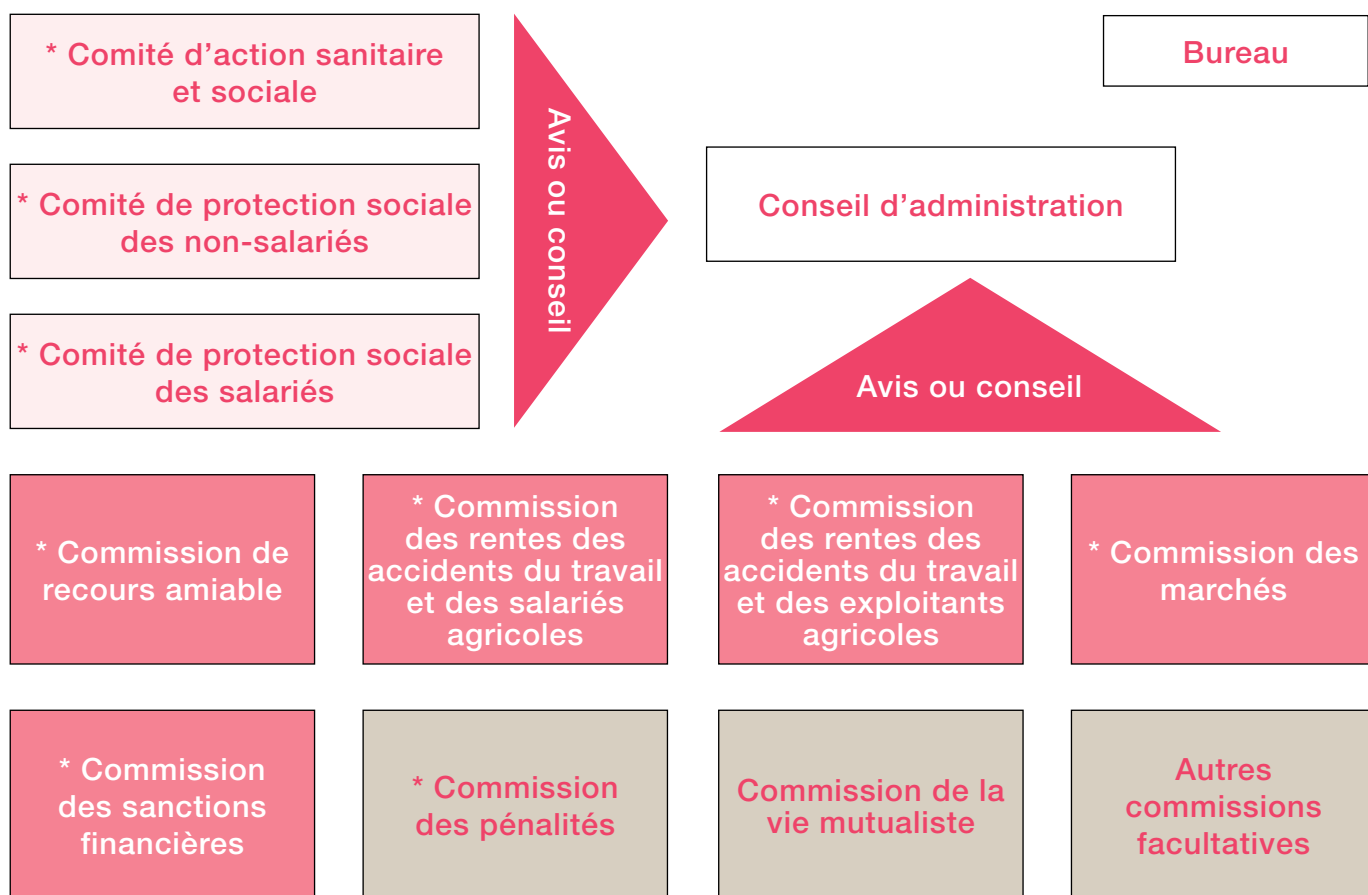 * Comité d’action sanitaire
et sociale
Bureau
* Comité de protection sociale
des non-salariés
* Comité de protection sociale
des salariés
Avis ou conseil
Conseil d’administration
Avis ou conseil
* Commission de
recours amiable
* Commission
des rentes des
accidents du travail
et des salariés
agricoles
* Commission
des rentes des
accidents du travail
et des exploitants
agricoles
* Commission des
marchés
* Commission
des sanctions
financières
* Commission
des pénalités
Commission de la
vie mutualiste
Autres
commissions
facultatives